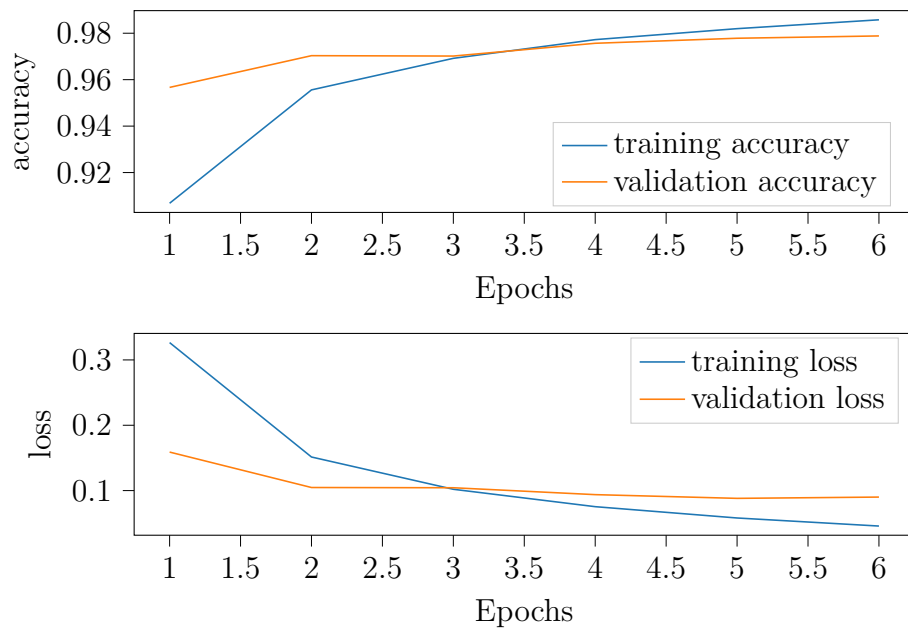 0.98
0.96
0.94
0.92
accuracy
training accuracy
validation accuracy
1 1.5 2 2.5 3 3.5 4 4.5 5 5.5 6
Epochs
0.3
0.2
0.1
loss
training loss
validation loss
1 1.5 2 2.5 3 3.5 4 4.5 5 5.5 6
Epochs